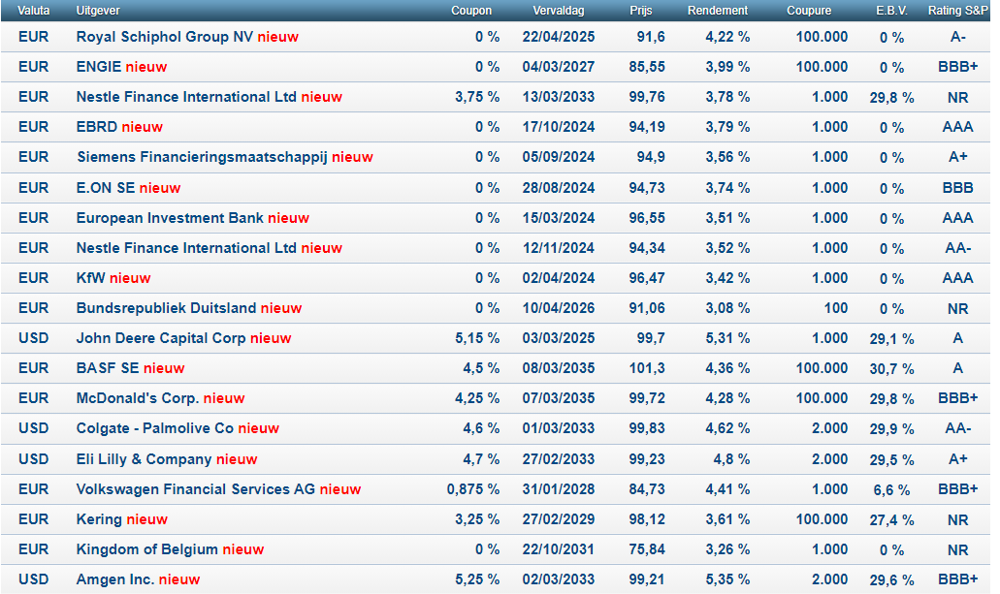 Valuta Uitgever Coupon Vervaldag Prijs Rendement Coupure E.B.V. Rating S&P
EUR Royal Schiphol Group NV nieuw 0 % 22/04/2025 91,6 4,22 % 100.000 0 % A-
EUR ENGIE nieuw 0 % 04/03/2027 85,55 3,99 % 100.000 0 % BBB+
EUR Nestle Finance International Ltd nieuw 3,75 % 13/03/2033 99,76 3,78 % 1.000 29,8 % NR
EUR EBRD nieuw 0 % 17/10/2024 94,19 3,79 % 1.000 0 % AAA
EUR Siemens Financieringsmaatschappij nieuw 0 % 05/09/2024 94,9 3,56 % 1.000 0 % A+
EUR E.ON SE nieuw 0 % 28/08/2024 94,73 3,74 % 1.000 0 % BBB
EUR European Investment Bank nieuw 0 % 15/03/2024 96,55 3,51 % 1.000 0 % AAA
EUR Nestle Finance International Ltd nieuw 0 % 12/11/2024 94,34 3,52 % 1.000 0 % AA-
EUR KfW nieuw 0 % 02/04/2024 96,47 3,42 % 1.000 0 % AAA
EUR Bundsrepubliek Duitsland nieuw 0 % 10/04/2026 91,06 3,08 % 100 0 % NR
USD John Deere Capital Corp nieuw 5,15 % 03/03/2025 99,7 5,31 % 1.000 29,1 % A
EUR BASF SE nieuw 4,5 % 08/03/2035 101,3 4,36 % 100.000 30,7 % A
EUR McDonald's Corp. nieuw 4,25 % 07/03/2035 99,72 4,28 % 100.000 29,8 % BBB+
USD Colgate - Palmolive Co nieuw 4,6 % 01/03/2033 99,83 4,62 % 2.000 29,9 % AA-
USD Eli Lilly & Company nieuw 4,7 % 27/02/2033 99,23 4,8 % 2.000 29,5 % A+
EUR Volkswagen Financial Services AG nieuw 0,875 % 31/01/2028 84,73 4,41 % 1.000 6,6 % BBB+
EUR Kering nieuw 3,25 % 27/02/2029 98,12 3,61 % 100.000 27,4 % NR
EUR Kingdom of Belgium nieuw 0 % 22/10/2031 75,84 3,26 % 1.000 0 % NR
USD Amgen Inc. nieuw 5,25 % 02/03/2033 99,21 5,35 % 2.000 29,6 % BBB+